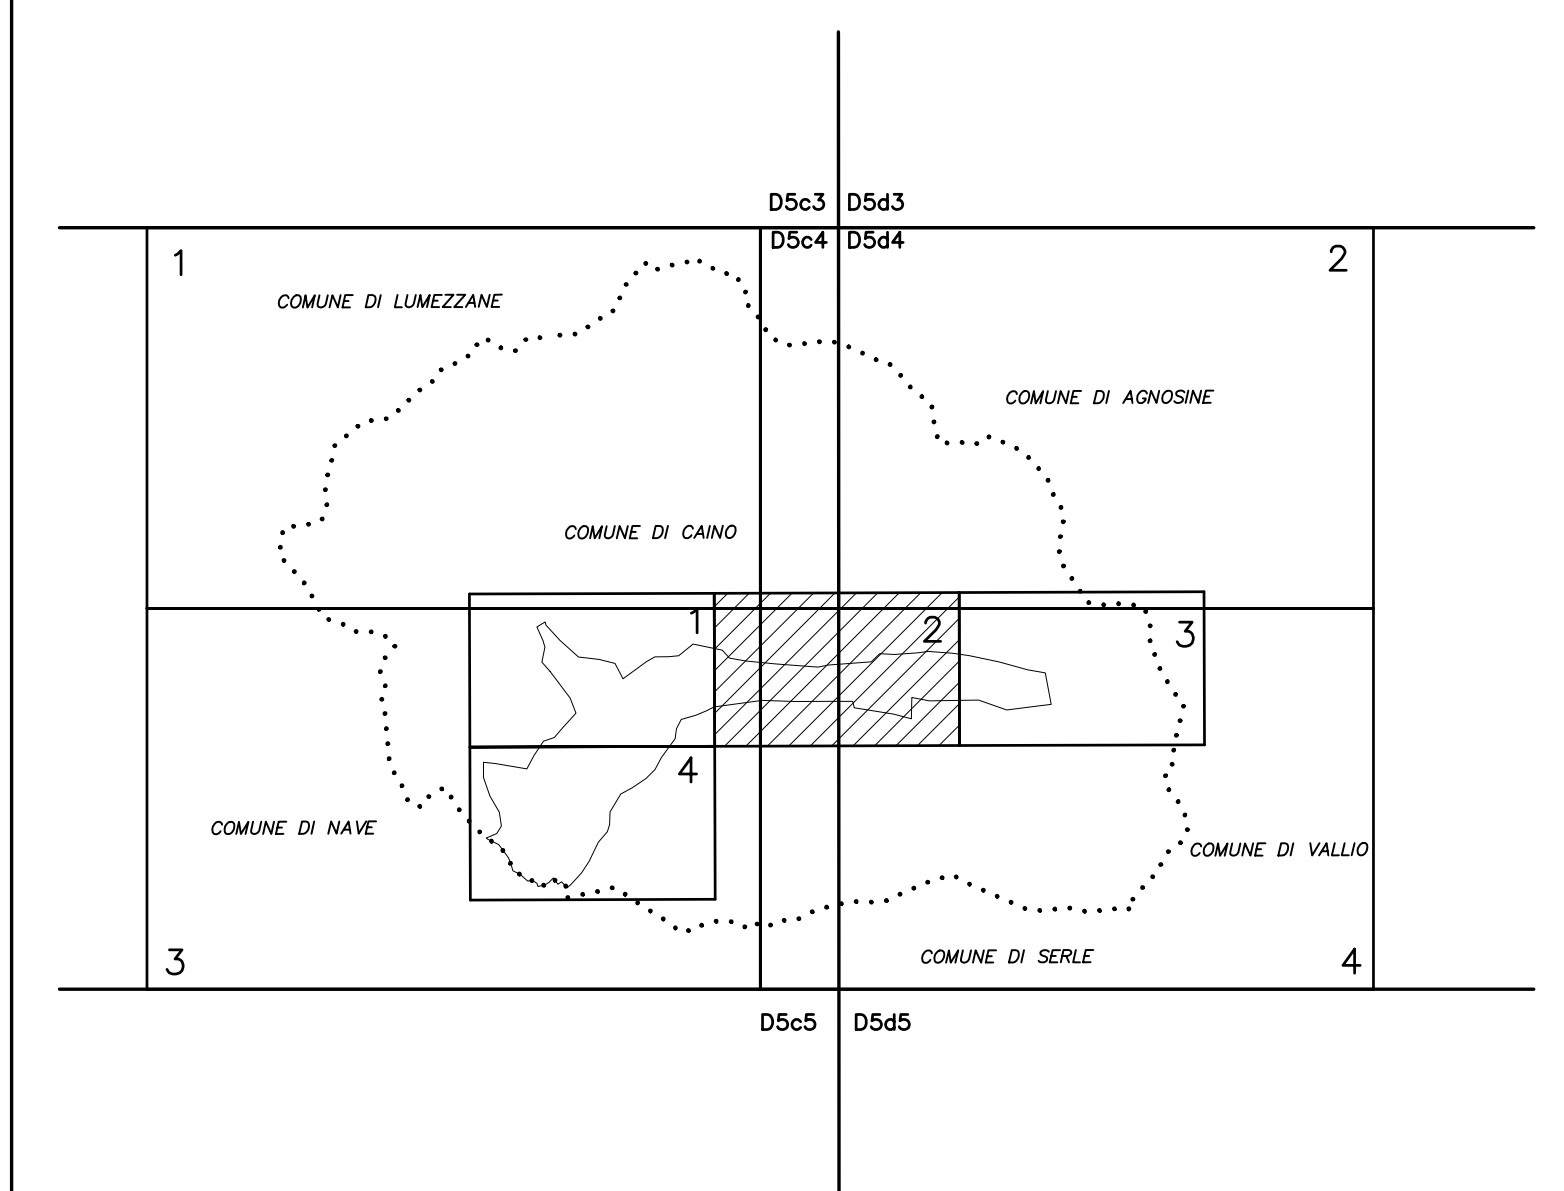 D5c3 D5d3
D5c4 D5d4
1 2
COMUNE DI LUMEZZANE
COMUNE DI AGNOSINE
COMUNE DI CAINO
1 2 3
4
COMUNE DI NAVE
COMUNE DI VALLIO
COMUNE DI SERLE
3 4
D5c5 D5d5